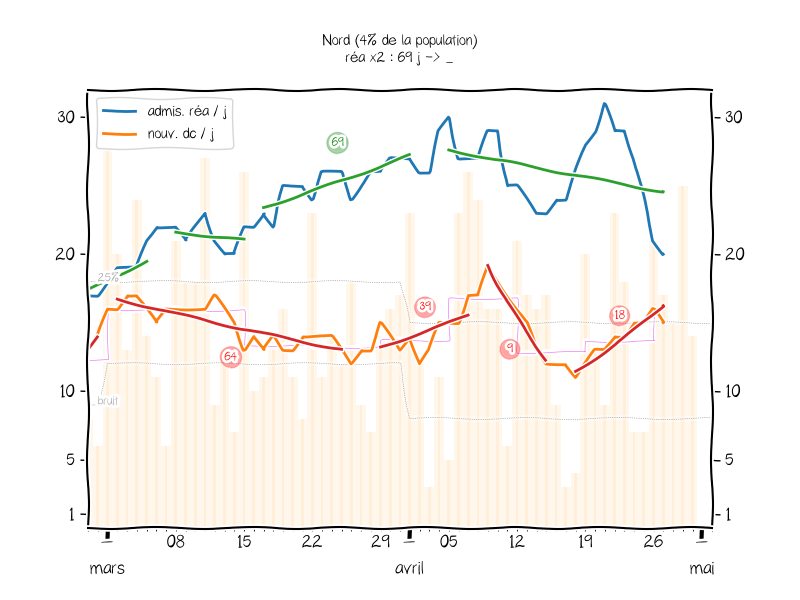 Nord (4% de la population)
réa x2 : 69 j -> _
30
20
10
5
1
admis. réa / j
nouv. dc / j
69
25%
bruit
64
39
9
18
30
20
10
5
1
08 15 22 29 05 12 19 26
mars avril mai